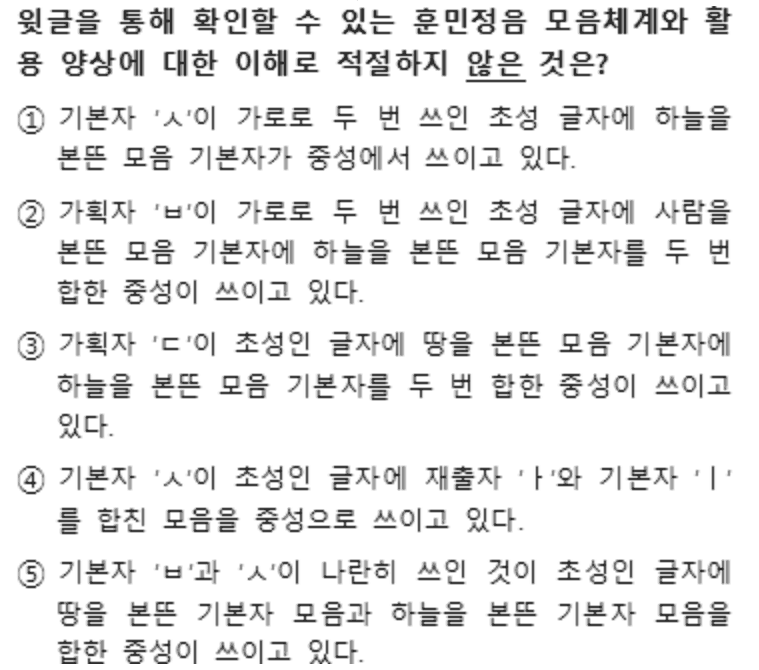 윗글을 통해 확인할 수 있는 훈민정음 모음체계와 활
용 양상에 대한 이해로 적절하지 않은 것은?
① 기본자 'ㅅ'이 가로로 두 번 쓰인 초성 글자에 하늘을
본뜬 모음 기본자가 중성에서 쓰이고 있다.
② 가획자 'ㅂ'이 가로로 두 번 쓰인 초성 글자에 사람을
본뜬 모음 기본자에 하늘을 본뜬 모음 기본자를 두 번
합한 중성이 쓰이고 있다.
③ 가획자 'ㄷ'이 초성인 글자에 땅을 본뜬 모음 기본자에
하늘을 본뜬 모음 기본자를 두 번 합한 중성이 쓰이고
있다.
④ 기본자 'ㅅ'이 초성인 글자에 재출자 'ㅏ'와 기본자 'ㅣ'
를 합친 모음을 중성으로 쓰이고 있다.
⑤ 기본자 'ㅂ'과 'ㅅ'이 나란히 쓰인 것이 초성인 글자에
땅을 본뜬 기본자 모음과 하늘을 본뜬 기본자 모음을
합한 중성이 쓰이고 있다.